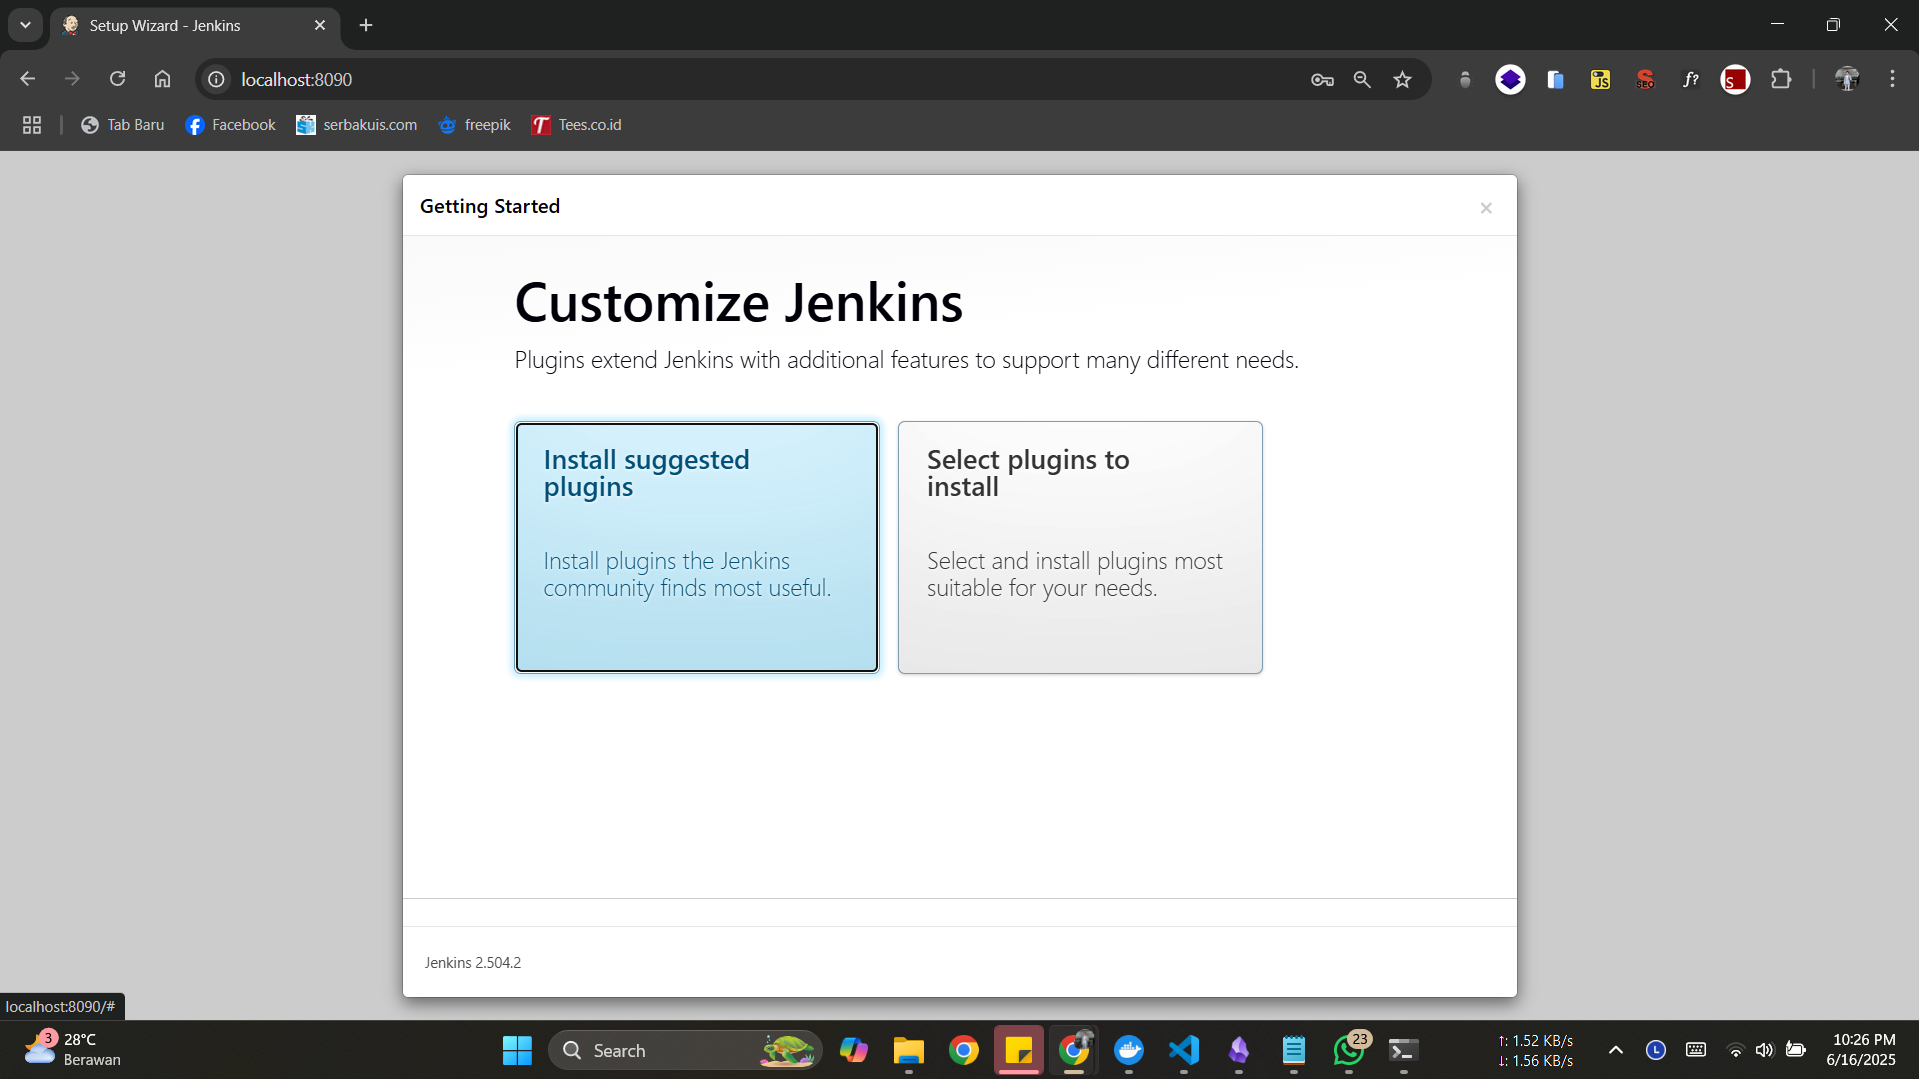 Setup Wizard - Jenkins
localhost:8090
Tab Baru
Facebook
serbakuis.com
freepik
Tees.co.id
JS
SEO
f?
S
Getting Started
Customize Jenkins
Plugins extend Jenkins with additional features to support many different needs.
Install suggested
plugins
Install plugins the Jenkins
community finds most useful.
Select plugins to
install
Select and install plugins most
suitable for your needs.
Jenkins 2.504.2
localhost:8090/#
3
28°C
Berawan
Search
23
↑: 1.52 KB/s
↓: 1.56 KB/s
L
10:26 PM
6/16/2025